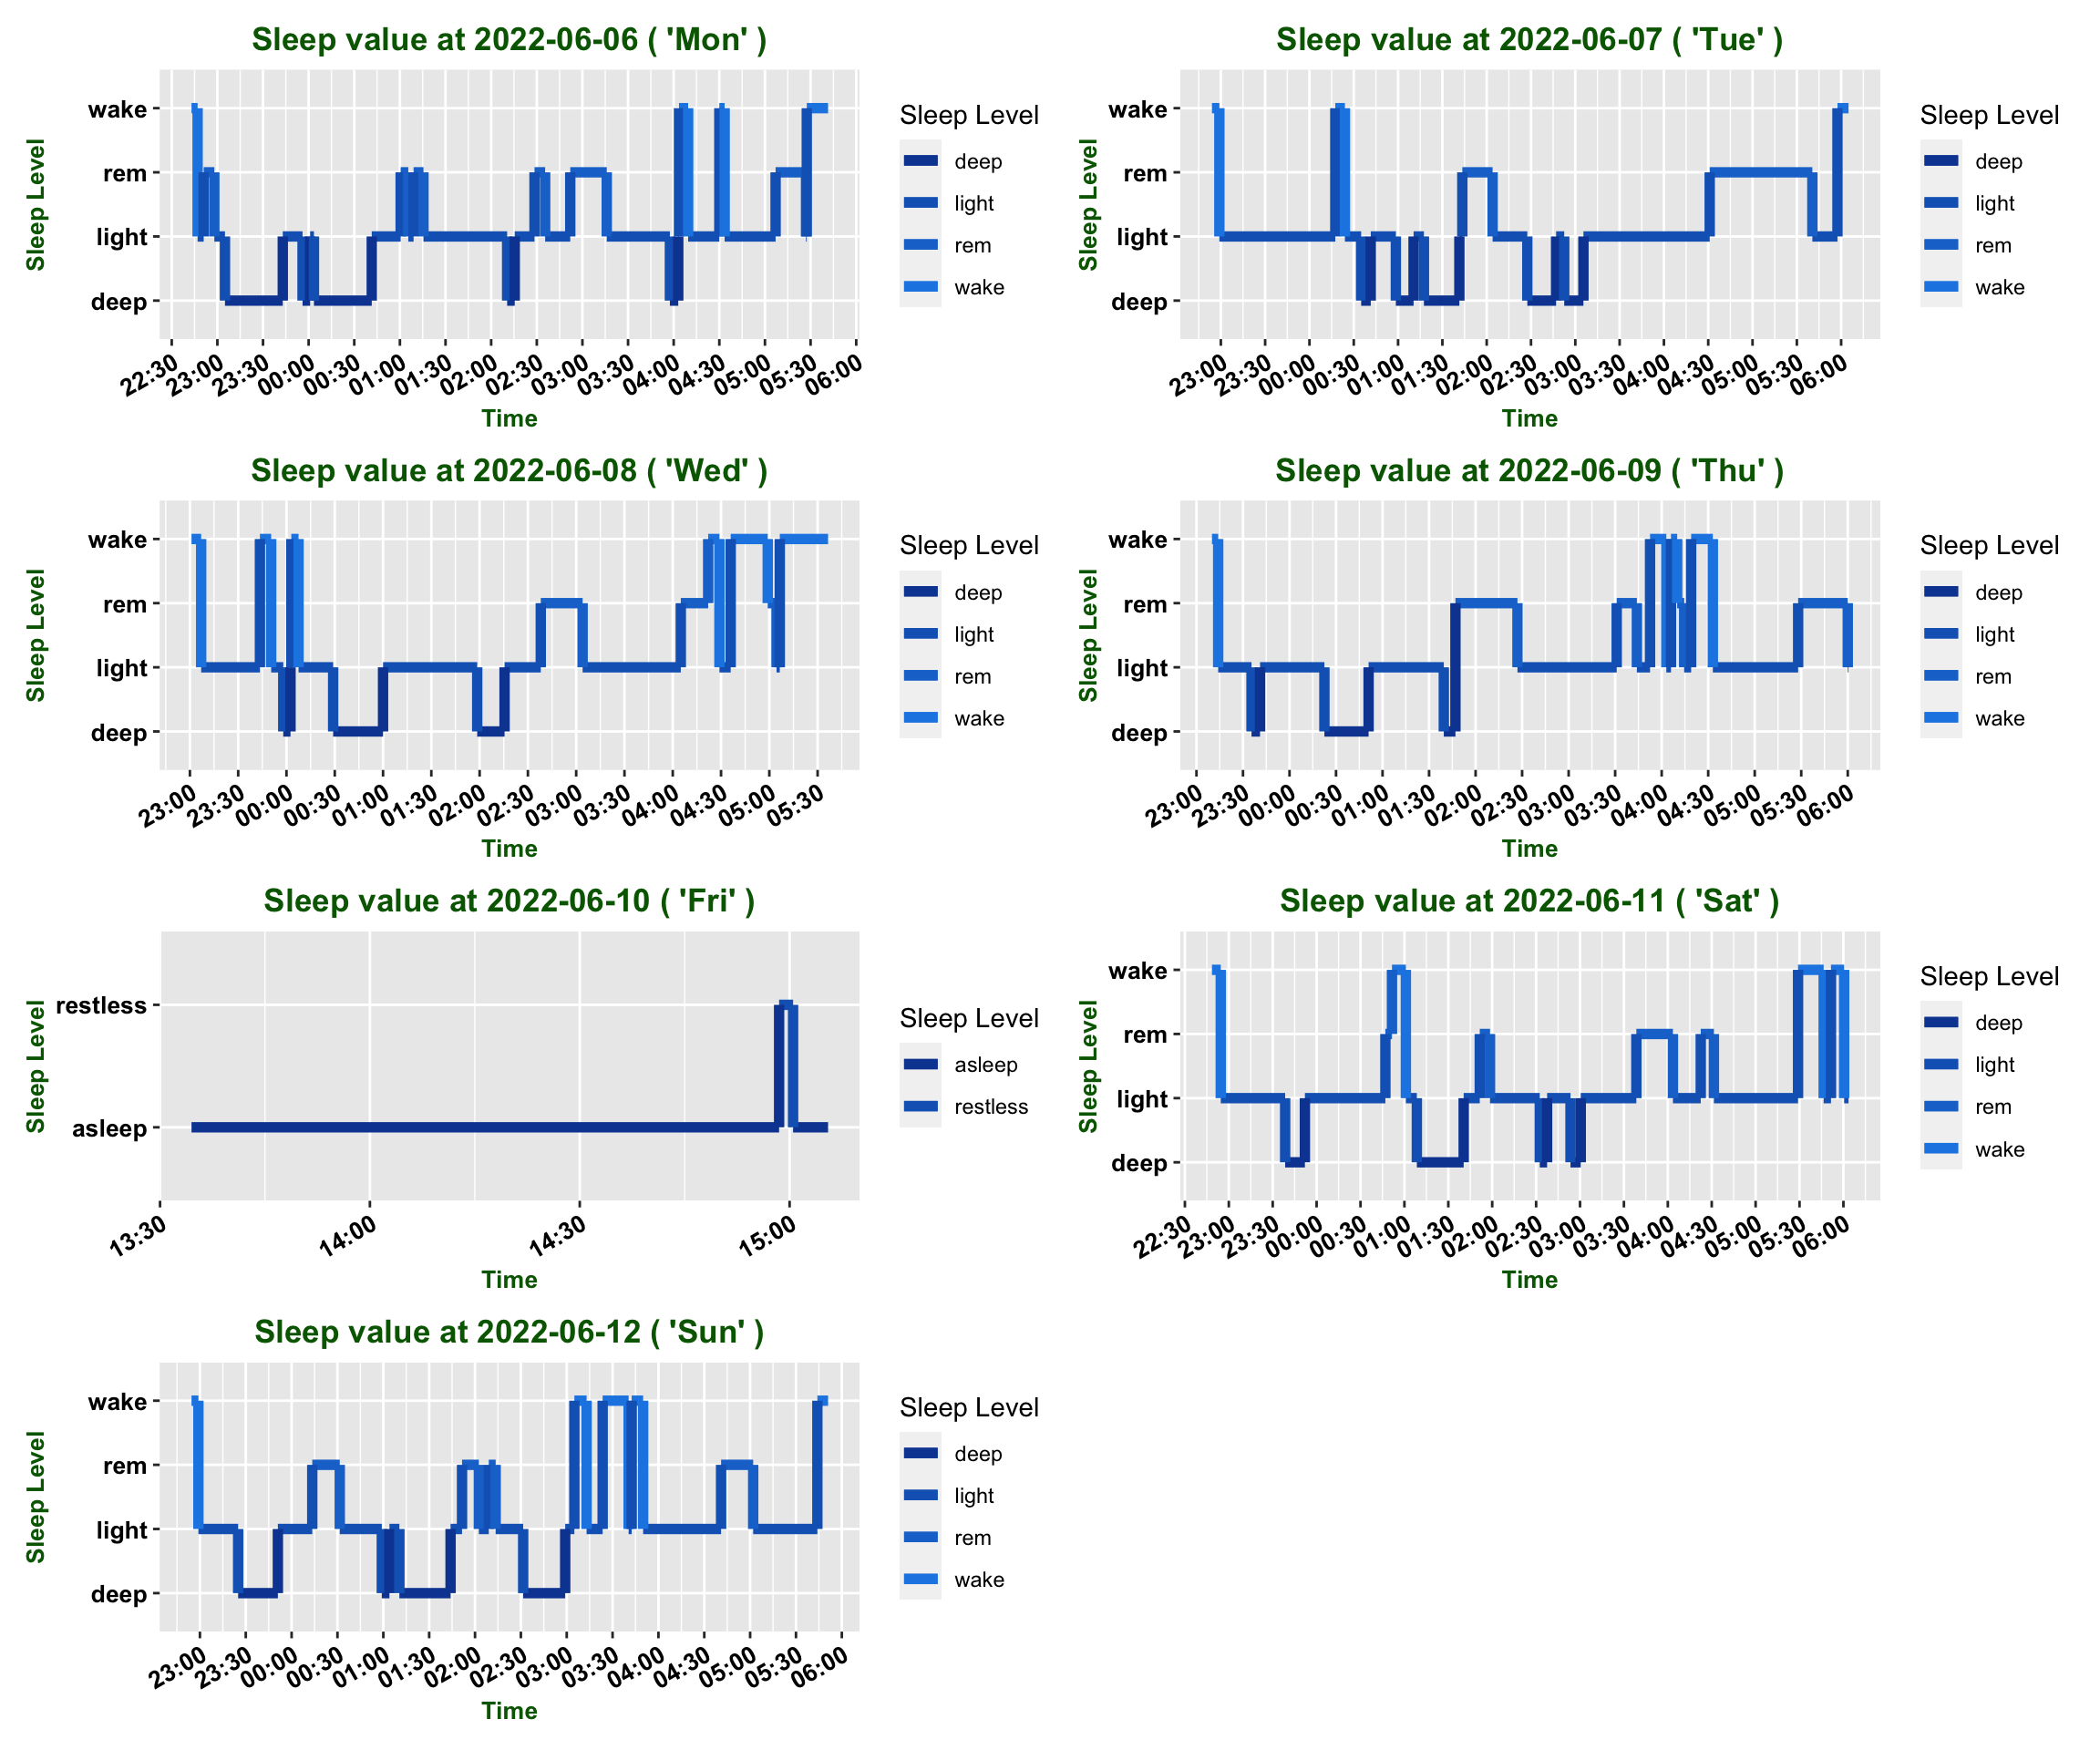 Sleep value at 2022-06-06 ( 'Mon' )
Sleep Level
wake
rem
light
deep
22:30 23:00 23:30 00:00 00:30 01:00 01:30 02:00 02:30 03:00 03:30 04:00 04:30 05:00 05:30 06:00
Time
Sleep Level
deep
light
rem
wake
Sleep value at 2022-06-07 ( 'Tue' )
Sleep Level
wake
rem
light
deep
23:00 23:30 00:00 00:30 01:00 01:30 02:00 02:30 03:00 03:30 04:00 04:30 05:00 05:30 06:00
Time
Sleep Level
deep
light
rem
wake
Sleep value at 2022-06-08 ( 'Wed' )
Sleep Level
wake
rem
light
deep
23:00 23:30 00:00 00:30 01:00 01:30 02:00 02:30 03:00 03:30 04:00 04:30 05:00 05:30
Time
Sleep Level
deep
light
rem
wake
Sleep value at 2022-06-09 ( 'Thu' )
Sleep Level
wake
rem
light
deep
23:00 23:30 00:00 00:30 01:00 01:30 02:00 02:30 03:00 03:30 04:00 04:30 05:00 05:30 06:00
Time
Sleep Level
deep
light
rem
wake
Sleep value at 2022-06-10 ( 'Fri' )
Sleep Level
restless
asleep
13:30 14:00 14:30 15:00
Time
Sleep Level
asleep
restless
Sleep value at 2022-06-11 ( 'Sat' )
Sleep Level
wake
rem
light
deep
22:30 23:00 23:30 00:00 00:30 01:00 01:30 02:00 02:30 03:00 03:30 04:00 04:30 05:00 05:30 06:00
Time
Sleep Level
deep
light
rem
wake
Sleep value at 2022-06-12 ( 'Sun' )
Sleep Level
wake
rem
light
deep
23:00 23:30 00:00 00:30 01:00 01:30 02:00 02:30 03:00 03:30 04:00 04:30 05:00 05:30 06:00
Time
Sleep Level
deep
light
rem
wake